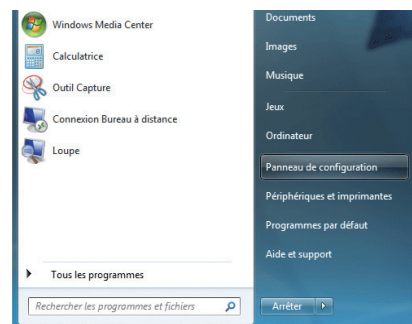 Windows Media Center
Calculatrice
Outil Capture
Connexion Bureau à distance
Loupe
Tous les programmes
Rechercher les programmes et fichiers
Documents
Images
Musique
Jeux
Ordinateur
Panneau de configuration
Périphériques et imprimantes
Programmes par défaut
Aide et support
Arrêter